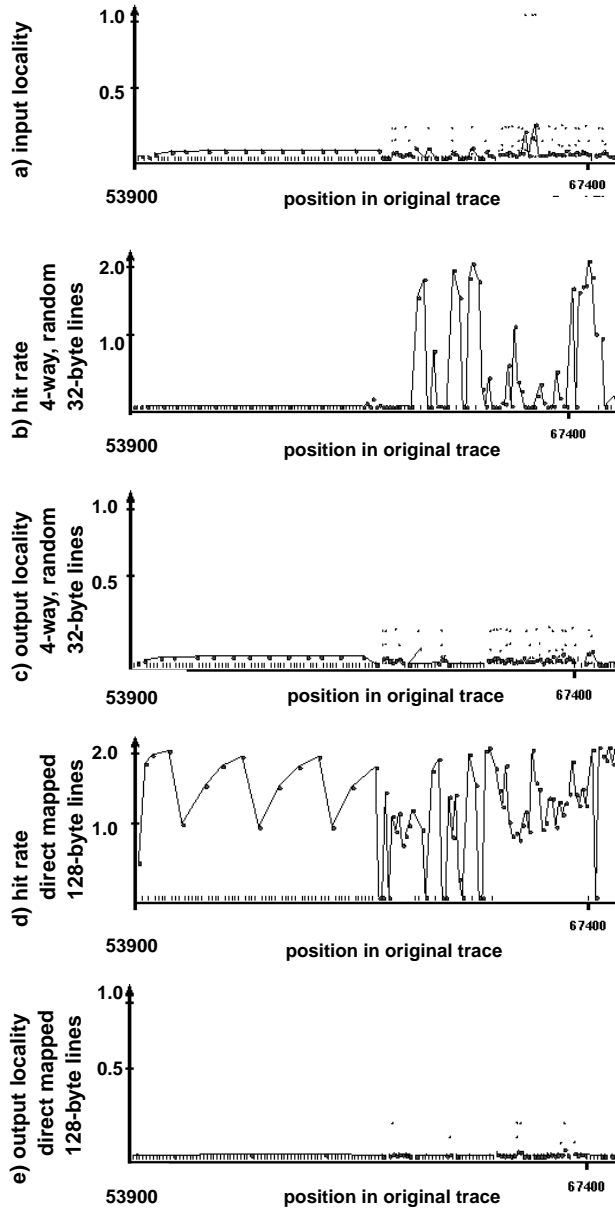 a) input locality
1.0
0.5
53900
position in original trace
67400
b) hit rate
4-way, random
32-byte lines
2.0
1.0
53900
position in original trace
67400
c) output locality
4-way, random
32-byte lines
1.0
0.5
53900
position in original trace
67400
d) hit rate
direct mapped
128-byte lines
2.0
1.0
53900
position in original trace
67400
e) output locality
direct mapped
128-byte lines
1.0
0.5
53900
position in original trace
67400